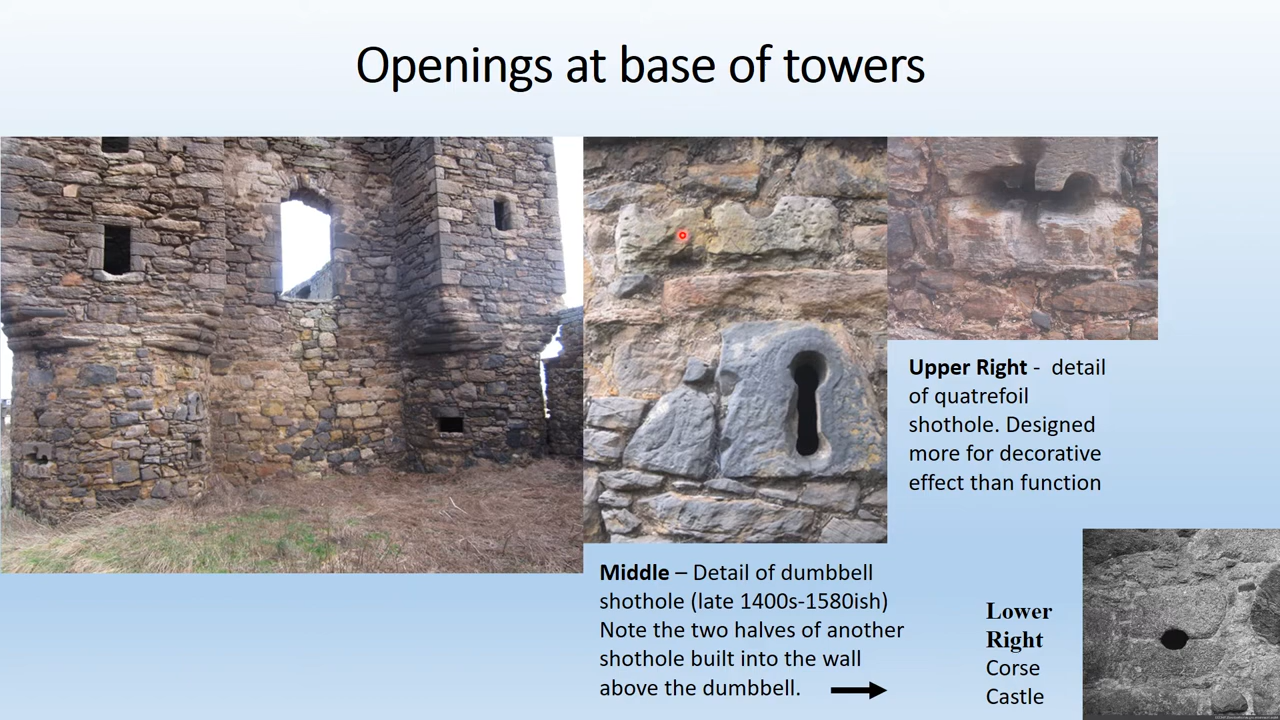 Openings at base of towers
Upper Right - detail
of quatrefoil
shothole. Designed
more for decorative
effect than function
Middle – Detail of dumbbell
shothole (late 1400s-1580ish)
Note the two halves of another
shothole built into the wall
above the dumbbell.
Lower
Right
Corse
Castle